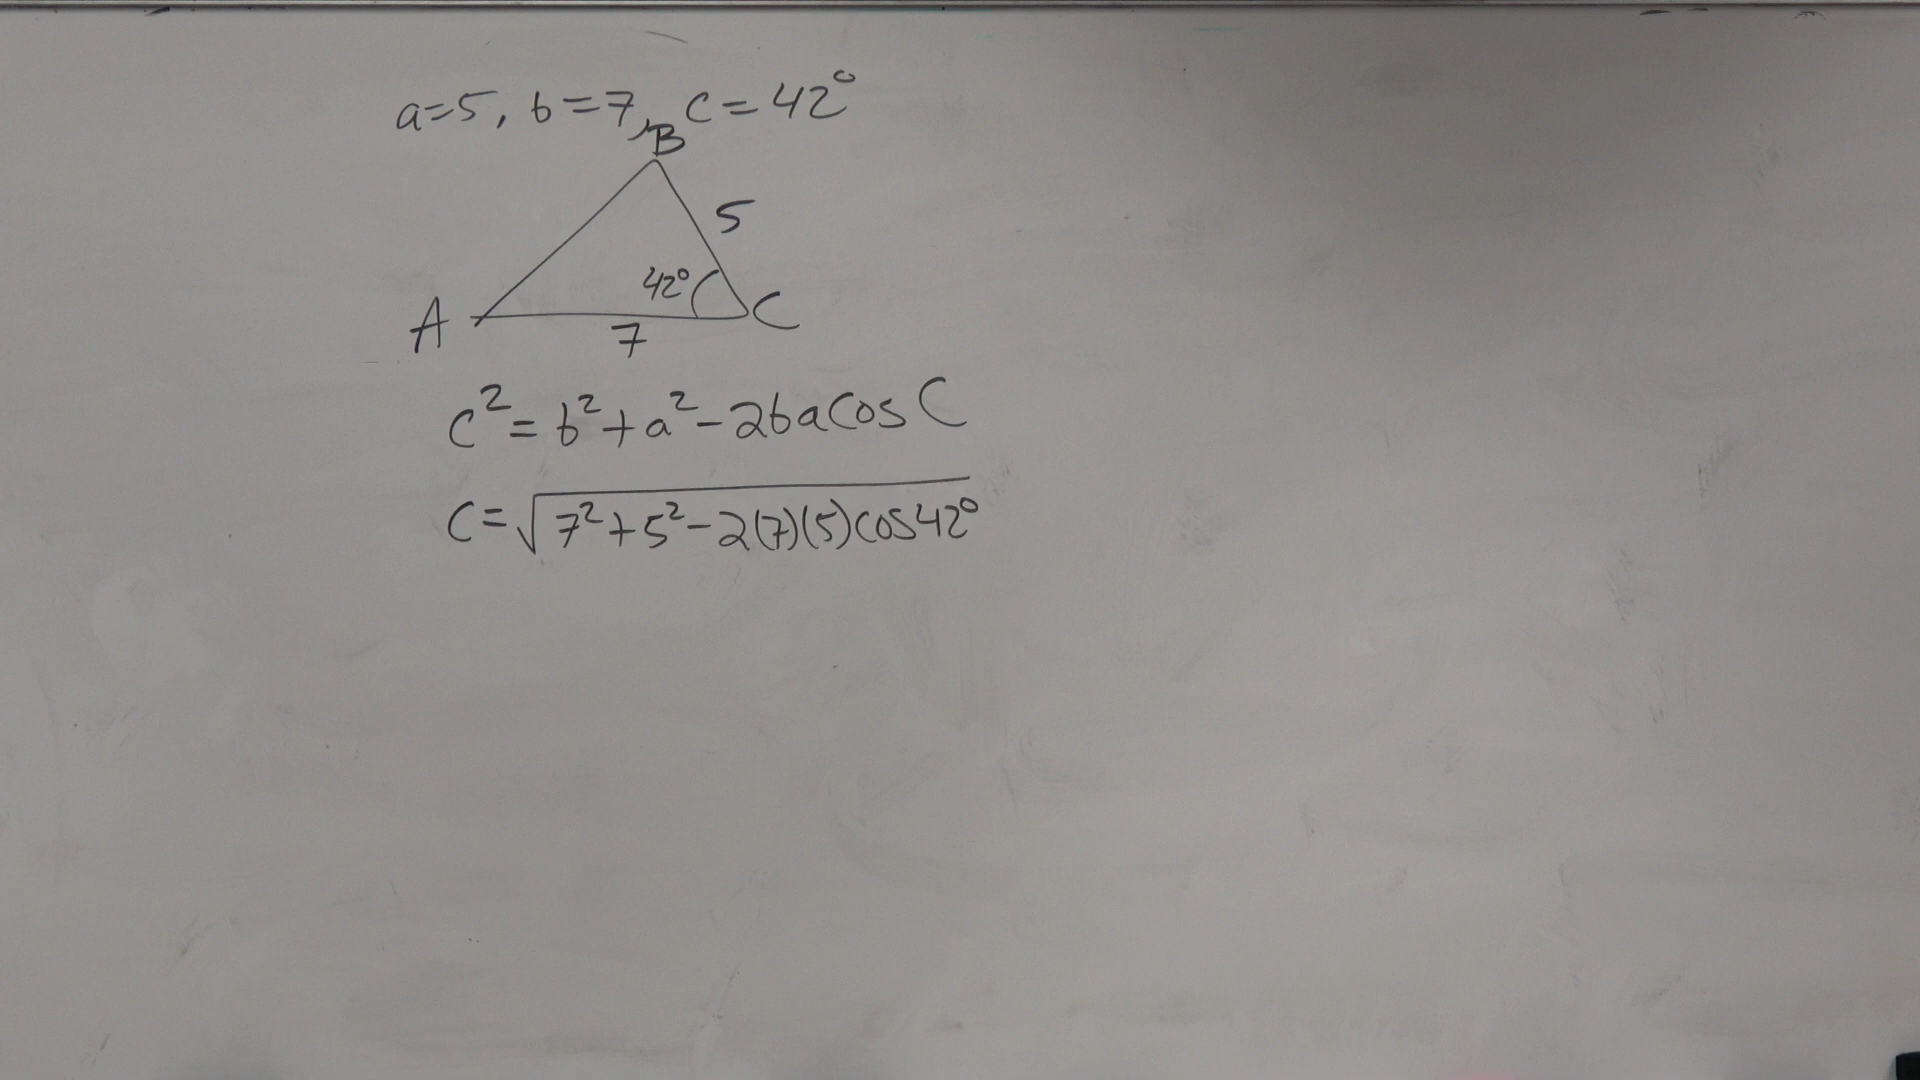 a=5, b=7, C=42°
B
5
42°
A
C
7
c²=b²+a²-2bacos C
c=√7²+5²-2(7)(5)cos42°